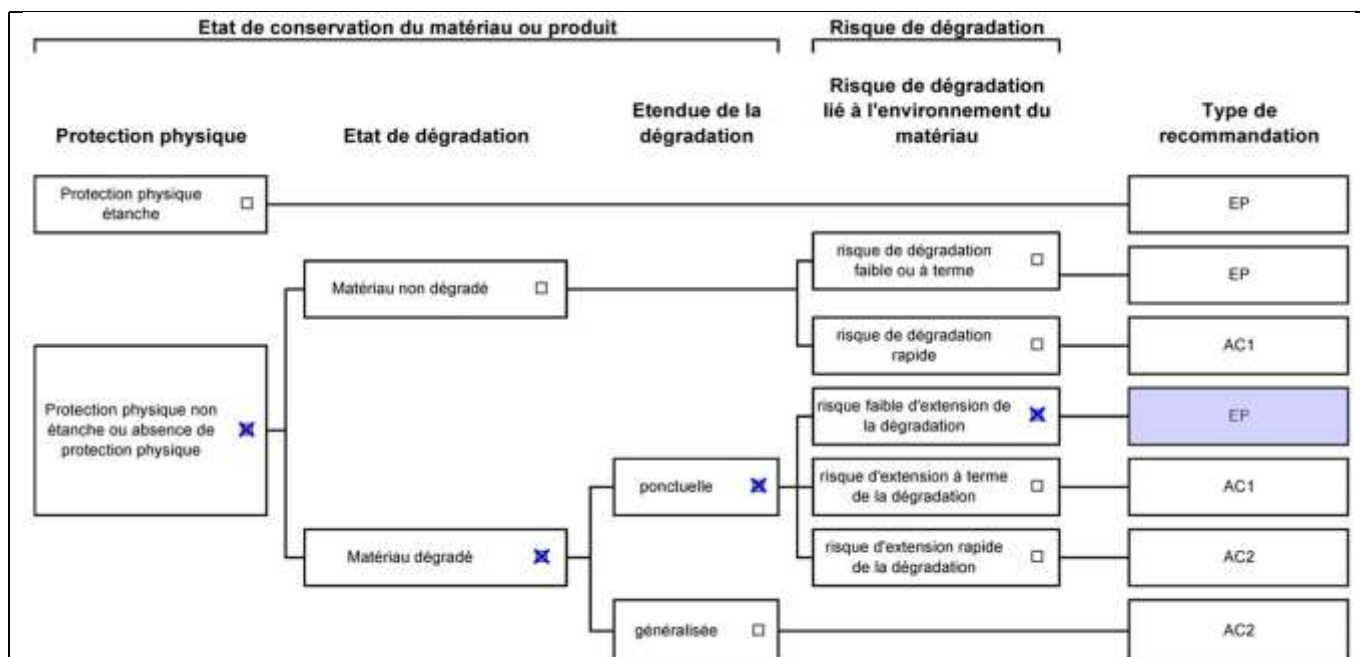 Etat de conservation du matériau ou produit
Risque de dégradation
Protection physique
Etat de dégradation
Etendue de la
dégradation
Risque de dégradation
lié à l'environnement du
matériau
Type de
recommandation
Protection physique
étanche
EP
risque de dégradation
faible ou à terme
EP
Matériau non dégradé
risque de dégradation
rapide
AC1
Protection physique non
étanche ou absence de
protection physique
risque faible d'extension de
la dégradation
EP
ponctuelle
risque d'extension à terme
de la dégradation
AC1
Matériau dégradé
risque d'extension rapide
de la dégradation
AC2
généralisée
AC2